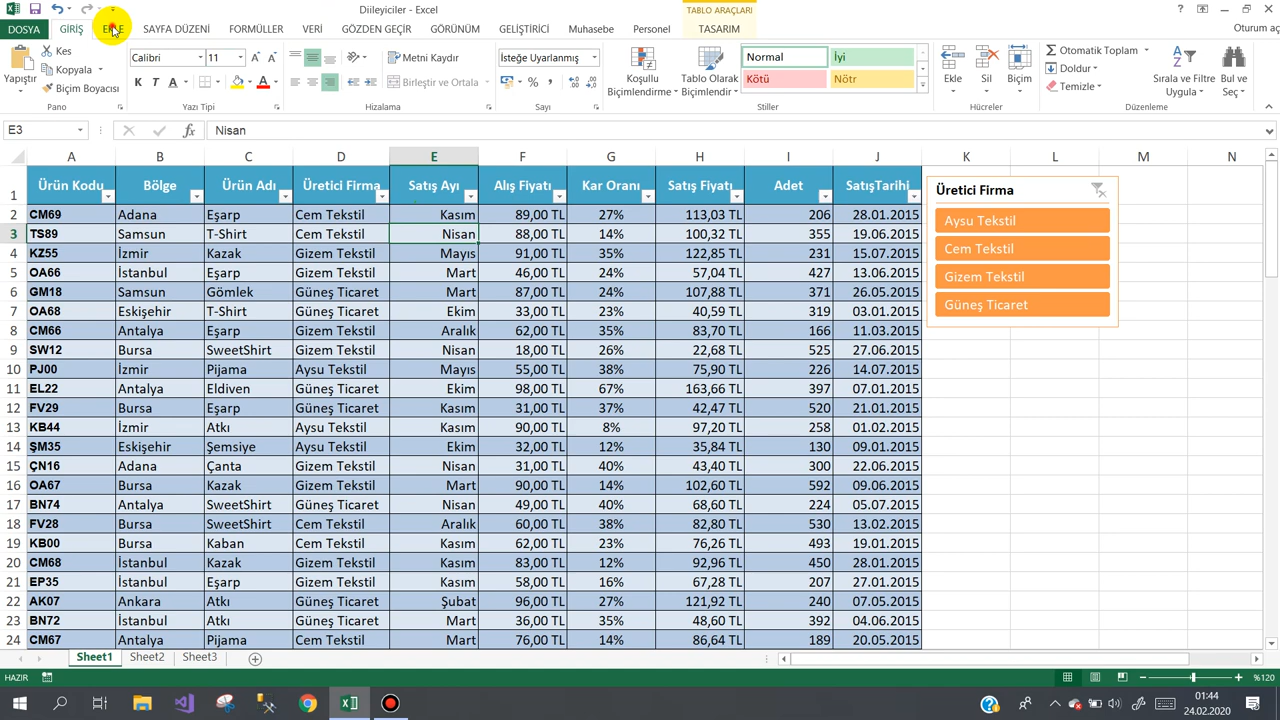 Diileyiciler - Excel
TABLO ARAÇLARI
Oturum aç
DOSYA GİRİŞ SAYFA DÜZENİ FORMÜLLER VERİ GÖZDEN GEÇİR GÖRÜNÜM GELİŞTİRİCİ Muhasebe Personel TASARIM
Yapıştır
Kes
Kopyala
Biçim Boyacısı
Pano
Calibri 11
K T A
Yazı Tipi
Metni Kaydır
Birleştir ve Ortala
Hizalama
İsteğe Uyarlanmış
%
Sayı
Koşullu Biçimlendirme
Tablo Olarak Biçimlendir
Normal İyi
Kötü Nötr
Stiller
Ekle Sil Biçim
Hücreler
Otomatik Toplam
Doldur
Temizle
Sırala ve Filtre Uygula
Bul ve Seç
Düzenleme
E3 fx Nisan
A B C D E F G H I J K L M N
1 Ürün Kodu Bölge Ürün Adı Üretici Firma Satış Ayı Alış Fiyatı Kar Oranı Satış Fiyatı Adet SatışTarihi
2 CM69 Adana Eşarp Cem Tekstil Kasım 89,00 TL 27% 113,03 TL 206 28.01.2015
3 TS89 Samsun T-Shirt Cem Tekstil Nisan 88,00 TL 14% 100,32 TL 355 19.06.2015
4 KZ55 İzmir Kazak Gizem Tekstil Mayıs 91,00 TL 35% 122,85 TL 231 15.07.2015
5 OA66 İstanbul Eşarp Gizem Tekstil Mart 46,00 TL 24% 57,04 TL 427 13.06.2015
6 GM18 Samsun Gömlek Güneş Ticaret Mart 87,00 TL 24% 107,88 TL 371 26.05.2015
7 OA68 Eskişehir T-Shirt Güneş Ticaret Ekim 33,00 TL 23% 40,59 TL 319 03.01.2015
8 CM66 Antalya Eşarp Gizem Tekstil Aralık 62,00 TL 35% 83,70 TL 166 11.03.2015
9 SW12 Bursa SweetShirt Gizem Tekstil Nisan 18,00 TL 26% 22,68 TL 525 27.06.2015
10 PJ00 İzmir Pijama Aysu Tekstil Mayıs 55,00 TL 38% 75,90 TL 226 14.07.2015
11 EL22 Antalya Eldiven Güneş Ticaret Ekim 98,00 TL 67% 163,66 TL 397 07.01.2015
12 FV29 Bursa Eşarp Güneş Ticaret Kasım 31,00 TL 37% 42,47 TL 520 21.01.2015
13 KB44 İzmir Atkı Aysu Tekstil Kasım 90,00 TL 8% 97,20 TL 258 01.02.2015
14 ŞM35 Eskişehir Şemsiye Aysu Tekstil Ekim 32,00 TL 12% 35,84 TL 130 09.01.2015
15 ÇN16 Adana Çanta Gizem Tekstil Nisan 31,00 TL 40% 43,40 TL 300 22.06.2015
16 OA67 Bursa Kazak Gizem Tekstil Mart 90,00 TL 14% 102,60 TL 592 09.06.2015
17 BN74 Antalya SweetShirt Güneş Ticaret Nisan 49,00 TL 40% 68,60 TL 224 05.07.2015
18 FV28 Bursa SweetShirt Cem Tekstil Aralık 60,00 TL 38% 82,80 TL 530 13.02.2015
19 KB00 Bursa Kaban Cem Tekstil Kasım 62,00 TL 23% 76,26 TL 493 19.01.2015
20 CM68 İstanbul Kazak Gizem Tekstil Kasım 83,00 TL 12% 92,96 TL 450 28.01.2015
21 EP35 İstanbul Eşarp Gizem Tekstil Kasım 58,00 TL 16% 67,28 TL 207 26.01.2015
22 AK07 Ankara Atkı Güneş Ticaret Şubat 96,00 TL 27% 121,92 TL 240 07.05.2015
23 BN72 İstanbul Atkı Güneş Ticaret Mart 36,00 TL 35% 48,60 TL 392 04.06.2015
24 CM67 Antalya Pijama Cem Tekstil Mart 76,00 TL 14% 86,64 TL 189 20.05.2015
Üretici Firma
Aysu Tekstil
Cem Tekstil
Gizem Tekstil
Güneş Ticaret
Sheet1 Sheet2 Sheet3
HAZIR
%120
01:44
24.02.2020